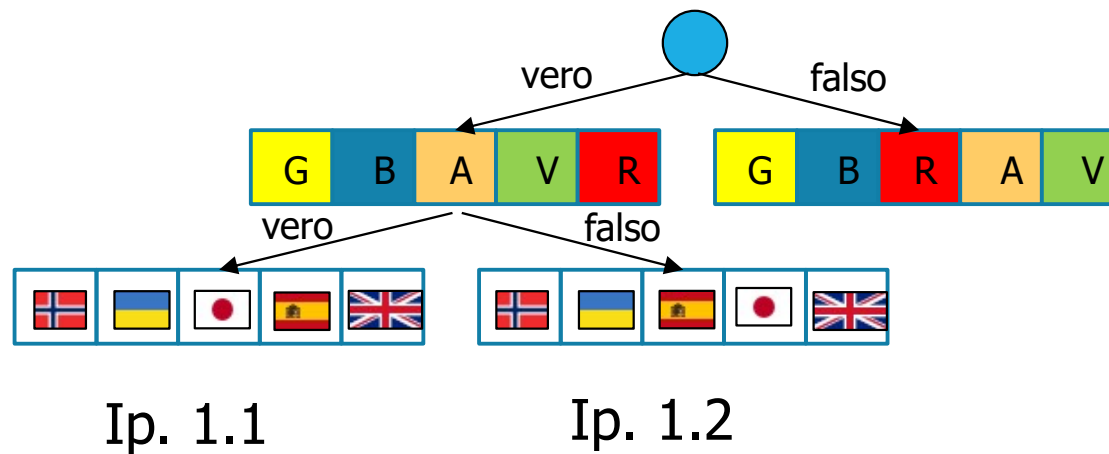 vero falso
G B A V R G B R A V
vero falso
Ip. 1.1 Ip. 1.2